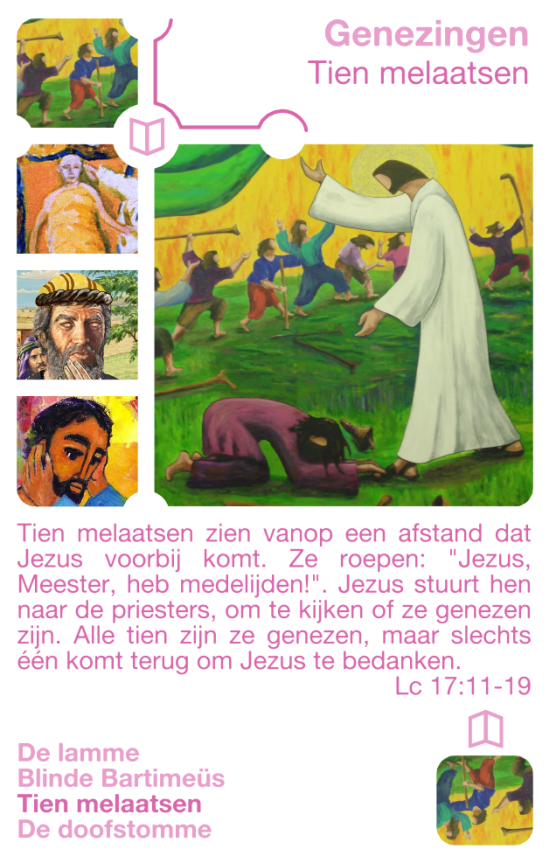 Genezingen
Tien melaatsen
Tien melaatsen zien vanop een afstand dat
Jezus voorbij komt. Ze roepen: "Jezus,
Meester, heb medelijden!". Jezus stuurt hen
naar de priesters, om te kijken of ze genezen
zijn. Alle tien zijn ze genezen, maar slechts
één komt terug om Jezus te bedanken.
Lc 17:11-19
De lamme
Blinde Bartimeüs
Tien melaatsen
De doofstomme